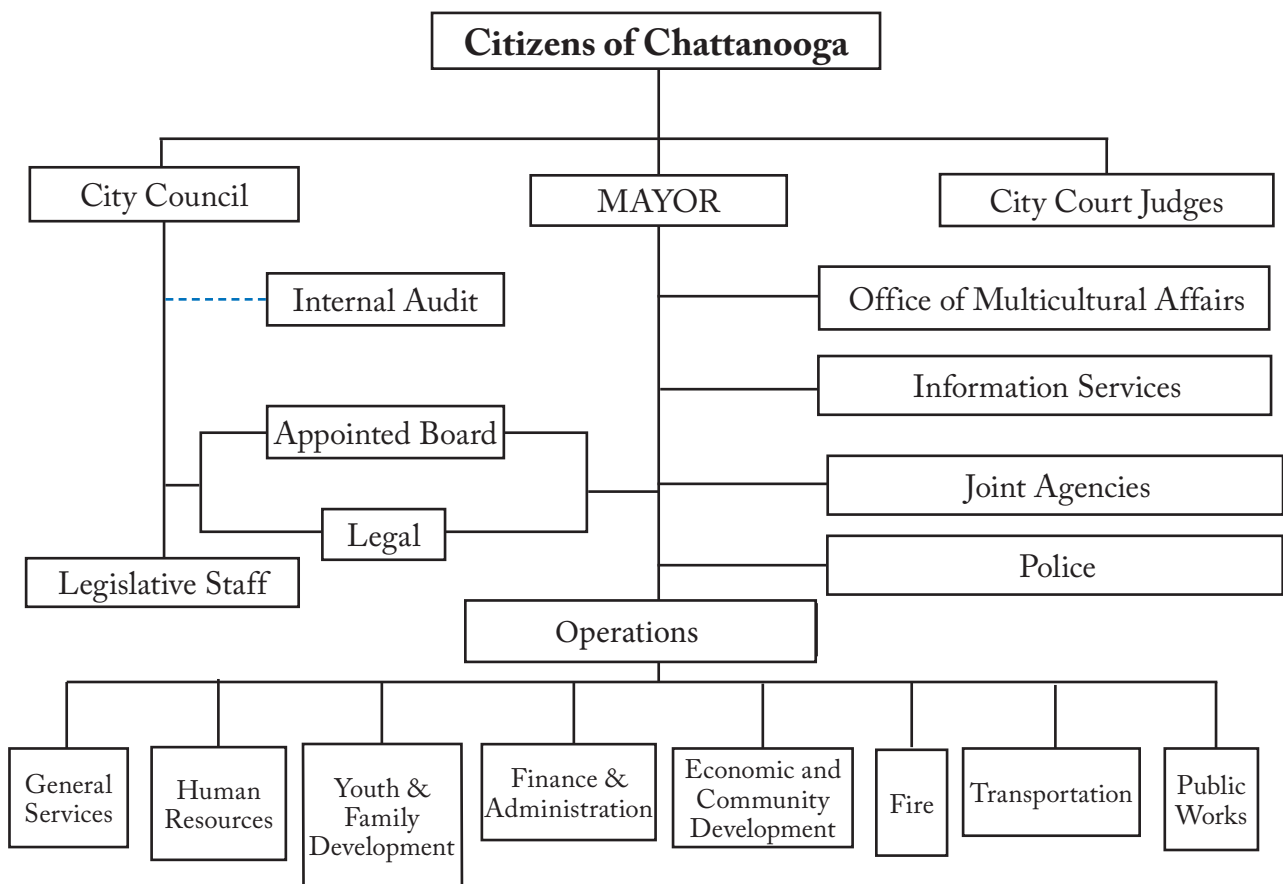 Citizens of Chattanooga
City Council
MAYOR
City Court Judges
Internal Audit
Office of Multicultural Affairs
Information Services
Appointed Board
Joint Agencies
Legal
Police
Legislative Staff
Operations
General
Services
Human
Resources
Youth &
Family
Development
Finance &
Administration
Economic and
Community
Development
Fire
Transportation
Public
Works